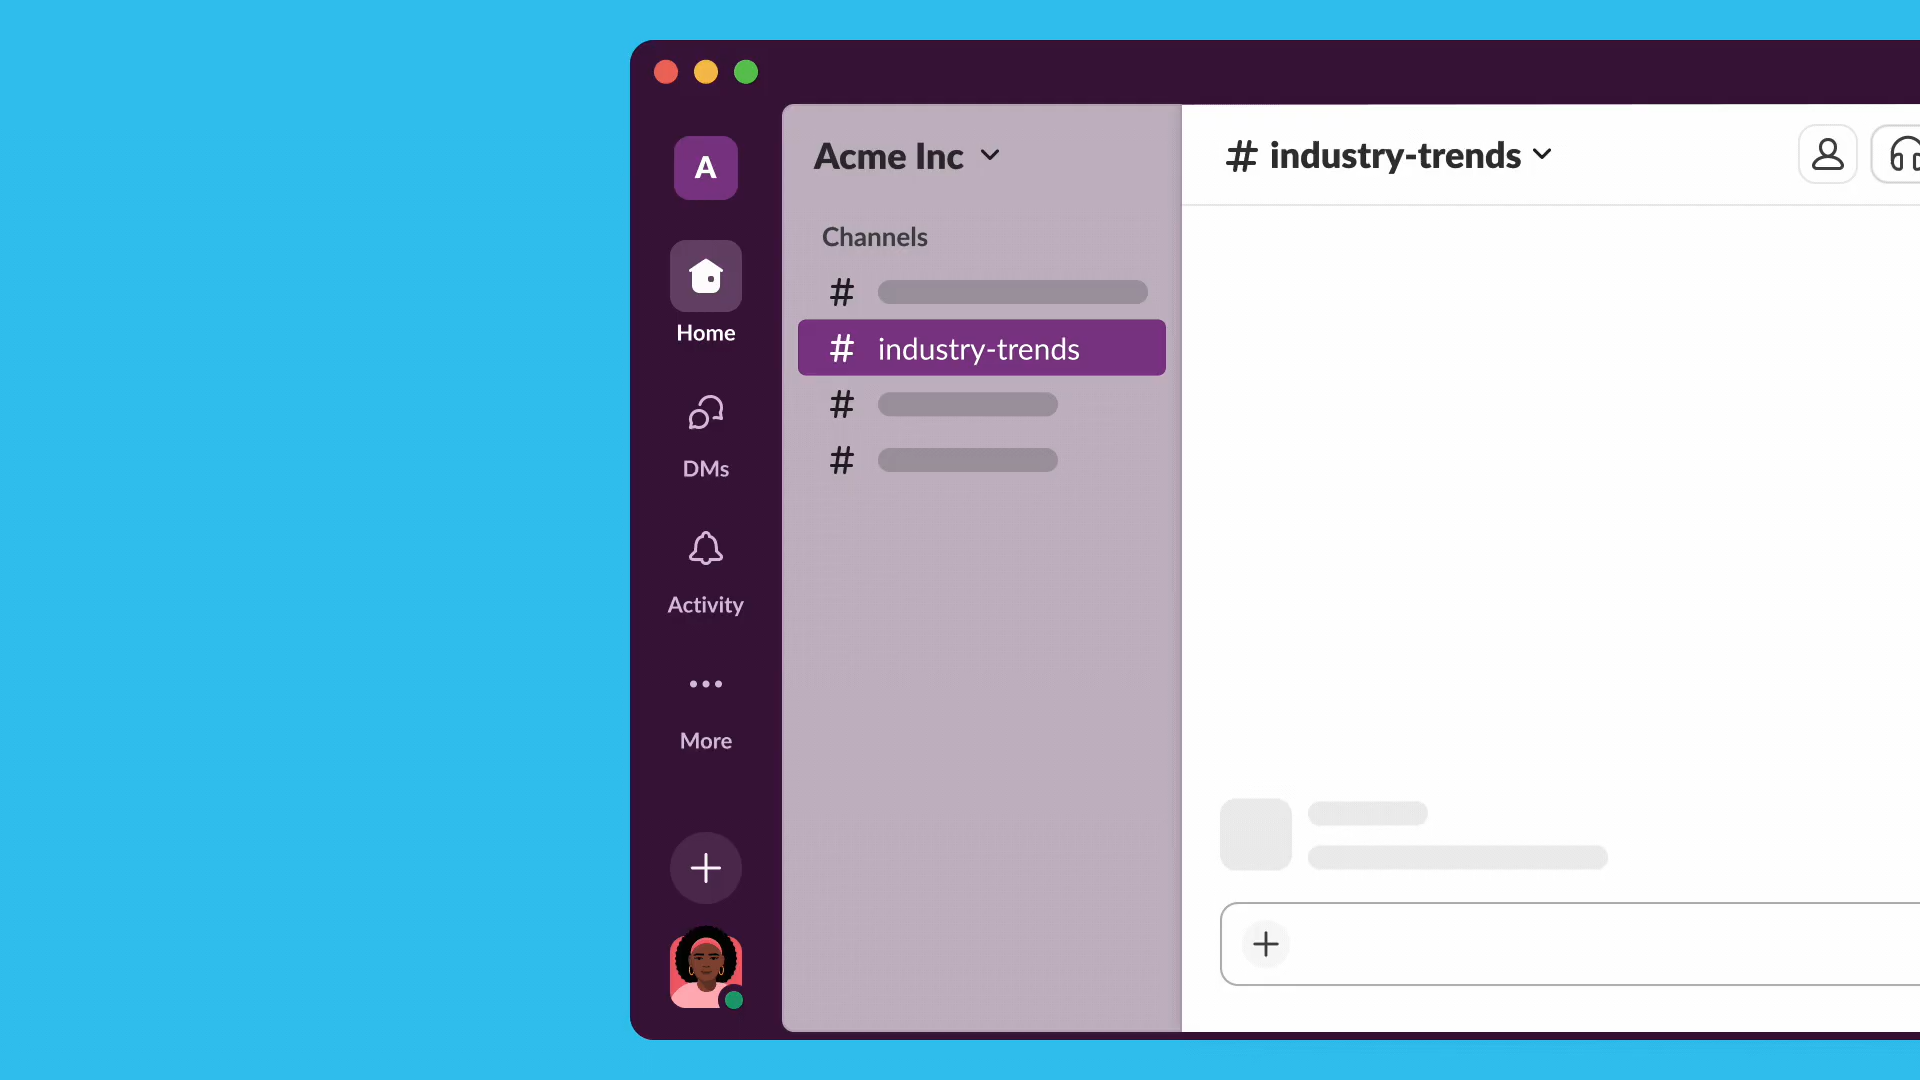 A
Home
DMs
Activity
More
Acme Inc
Channels
#
# industry-trends
#
#
# industry-trends